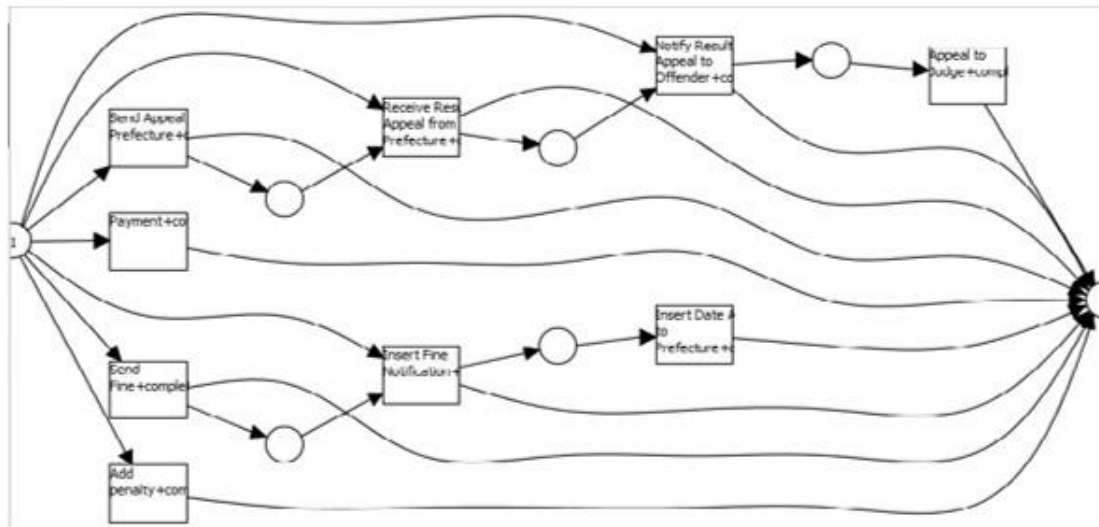 Notify Result
Appeal to
Offender+co
Appeal to
Judge+compl
Send Appeal
Prefecture+c
Receive Res
Appeal from
Prefecture+c
1
Payment+co
Insert Date A
to
Prefecture+c
Insert Fine
Notification+
Send
Fine+comple
Add
penalty+com